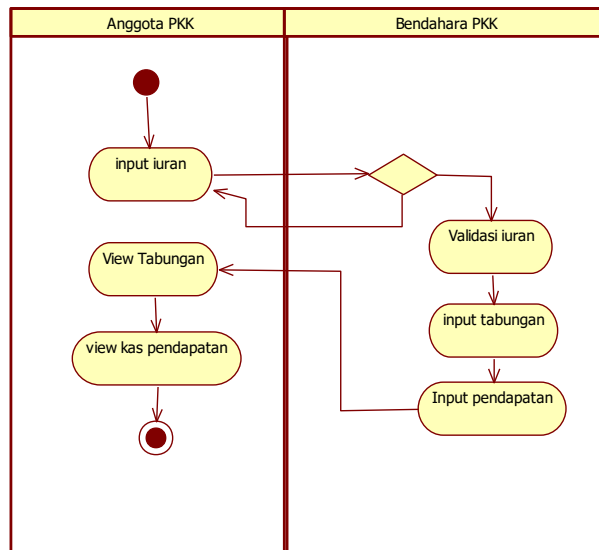 Anggota PKK
Bendahara PKK
input iuran
Validasi iuran
View Tabungan
input tabungan
view kas pendapatan
Input pendapatan